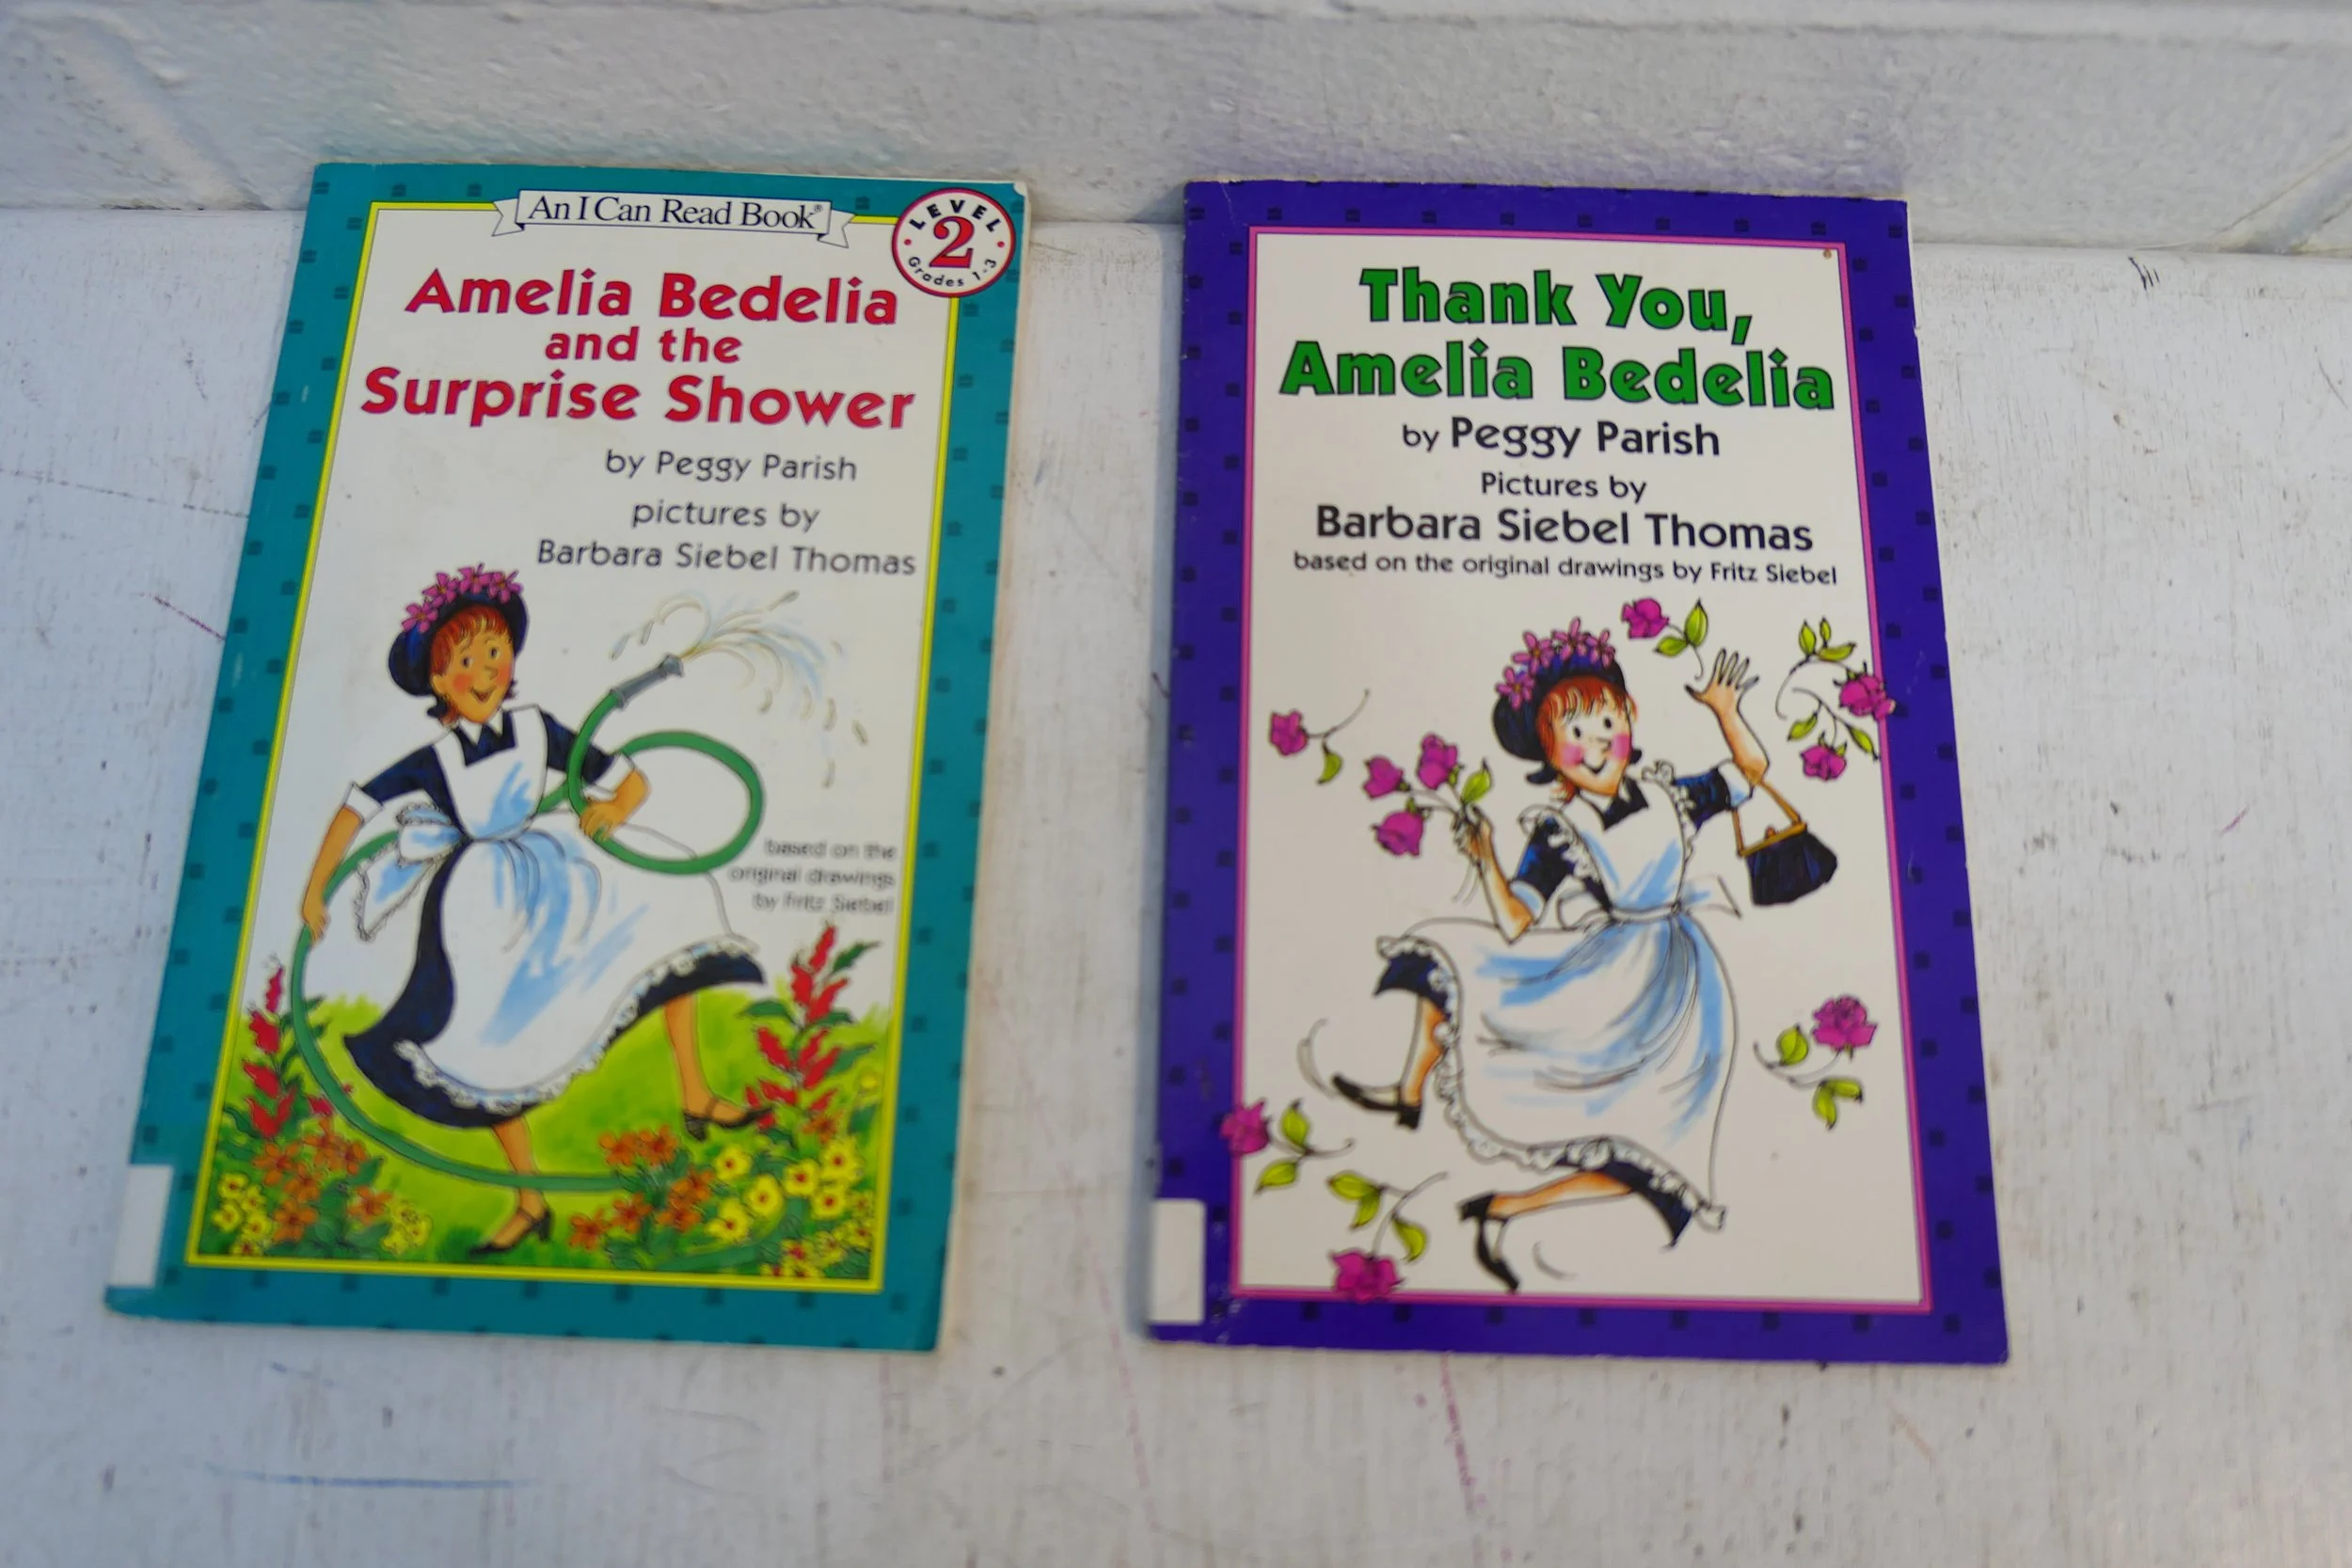 An I Can Read Book®
LEVEL
2
Grades 1-3
Amelia Bedelia
and the
Surprise Shower
by Peggy Parish
pictures by
Barbara Siebel Thomas
based on the
original drawings
by Fritz Siebel
Thank You,
Amelia Bedelia
by Peggy Parish
Pictures by
Barbara Siebel Thomas
based on the original drawings by Fritz Siebel